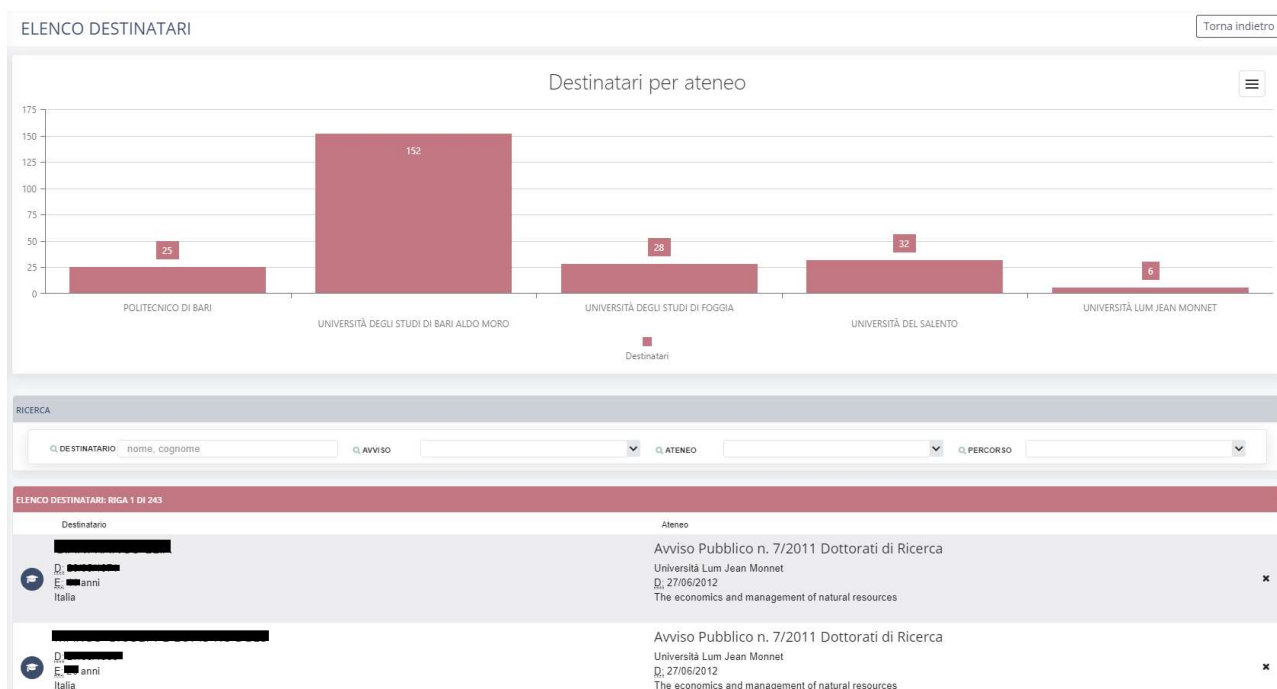 ELENCO DESTINATARI
Torna indietro
Destinatari per ateneo
175
150
125
100
75
50
25
0
25
152
28
32
6
POLITECNICO DI BARI
UNIVERSITÀ DEGLI STUDI DI BARI ALDO MORO
UNIVERSITÀ DEGLI STUDI DI FOGGIA
UNIVERSITÀ DEL SALENTO
UNIVERSITÀ LUM JEAN MONNET
Destinatari
RICERCA
DESTINATARIO nome, cognome AVVISO ATENEO PERCORSO
ELENCO DESTINATARI: RIGA 1 DI 243
Destinatario Ateneo
Avviso Pubblico n. 7/2011 Dottorati di Ricerca
D: Università Lum Jean Monnet
E: anni D: 27/06/2012
Italia The economics and management of natural resources
Avviso Pubblico n. 7/2011 Dottorati di Ricerca
D: Università Lum Jean Monnet
E: anni D: 27/06/2012
Italia The economics and management of natural resources